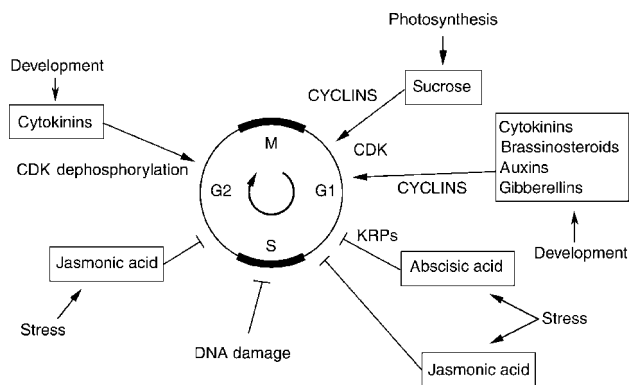 Photosynthesis
Development
Sucrose
CYCLINS
Cytokinins
Cytokinins
Brassinosteroids
Auxins
Gibberellins
M
CDK
CDK dephosphorylation
G2
G1
CYCLINS
S
KRPs
Development
Jasmonic acid
Abscisic acid
Stress
Stress
DNA damage
Jasmonic acid